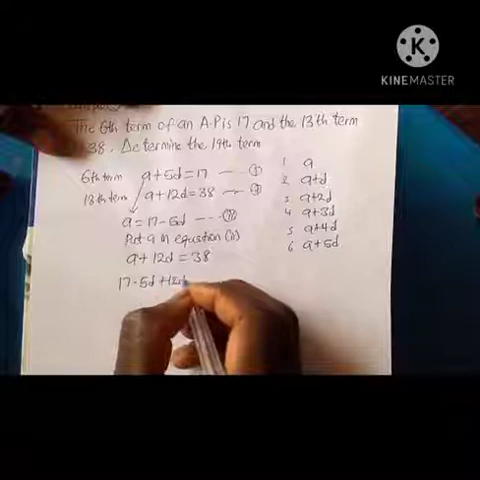 K
KINEMASTER
The 6th term of an A.P is 17 and the 13th term
38. Determine the 19th term
6th term a+5d=17 --- (i)
13th term a+12d=38 --- (ii)
a=17-5d --- (iii)
Put a in equation (ii)
a+12d=38
17-5d+12d
1 a
2 a+d
3 a+2d
4 a+3d
5 a+4d
6 a+5d